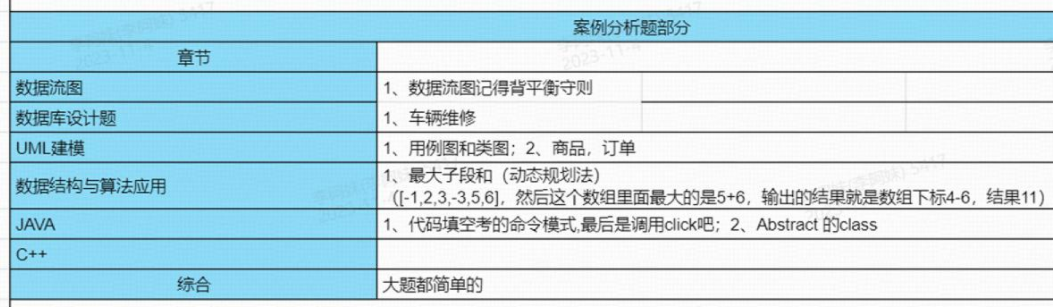 案例分析题部分
章节
数据流图 1、数据流图记得背平衡守则
数据库设计题 1、车辆维修
UML建模 1、用例图和类图；2、商品，订单
数据结构与算法应用 1、最大子段和（动态规划法）
（[-1,2,3,-3,5,6]，然后这个数组里面最大的是5+6，输出的结果就是数组下标4-6，结果11）
JAVA 1、代码填空考的命令模式,最后是调用click吧；2、Abstract 的class
C++
综合 大题都简单的